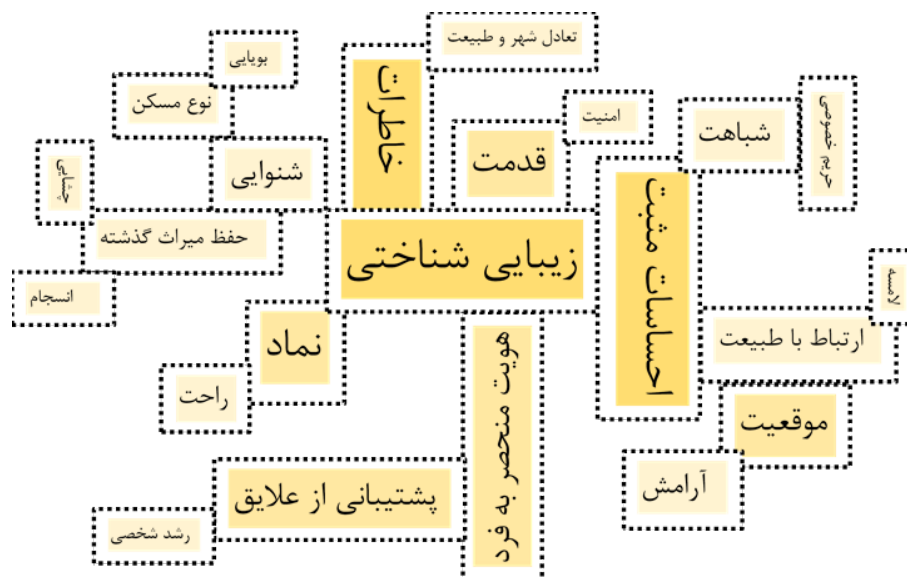 تعادل شهر و طبیعت
بویایی
خاطرات
نوع مسکن
امنیت
حریم خصوصی
شباهت
قدمت
شنوایی
چشایی
حفظ میراث گذشته
زیبایی شناختی
احساسات مثبت
لامسه
انسجام
نماد
ارتباط با طبیعت
راحت
هویت منحصر به فرد
موقعیت
آرامش
پشتیبانی از علایق
رشد شخصی